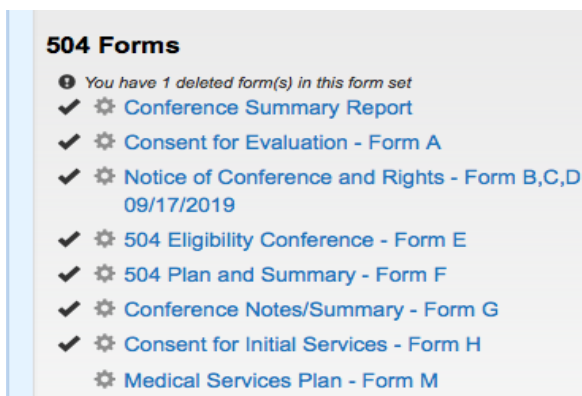 504 Forms
You have 1 deleted form(s) in this form set
Conference Summary Report
Consent for Evaluation - Form A
Notice of Conference and Rights - Form B,C,D
09/17/2019
504 Eligibility Conference - Form E
504 Plan and Summary - Form F
Conference Notes/Summary - Form G
Consent for Initial Services - Form H
Medical Services Plan - Form M